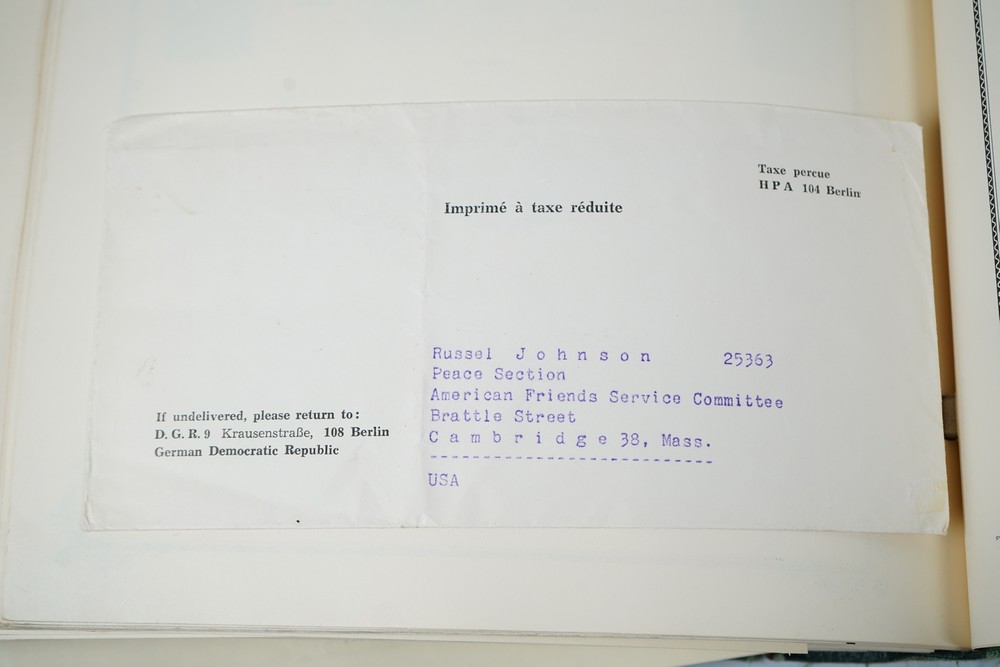 Taxe percue
HPA 104 Berlin
Imprimé à taxe réduite
Russel Johnson 25363
Peace Section
American Friends Service Committee
Brattle Street
Cambridge 38, Mass.
---------------------------
USA
If undelivered, please return to:
D. G. R. 9 Krausenstraße, 108 Berlin
German Democratic Republic